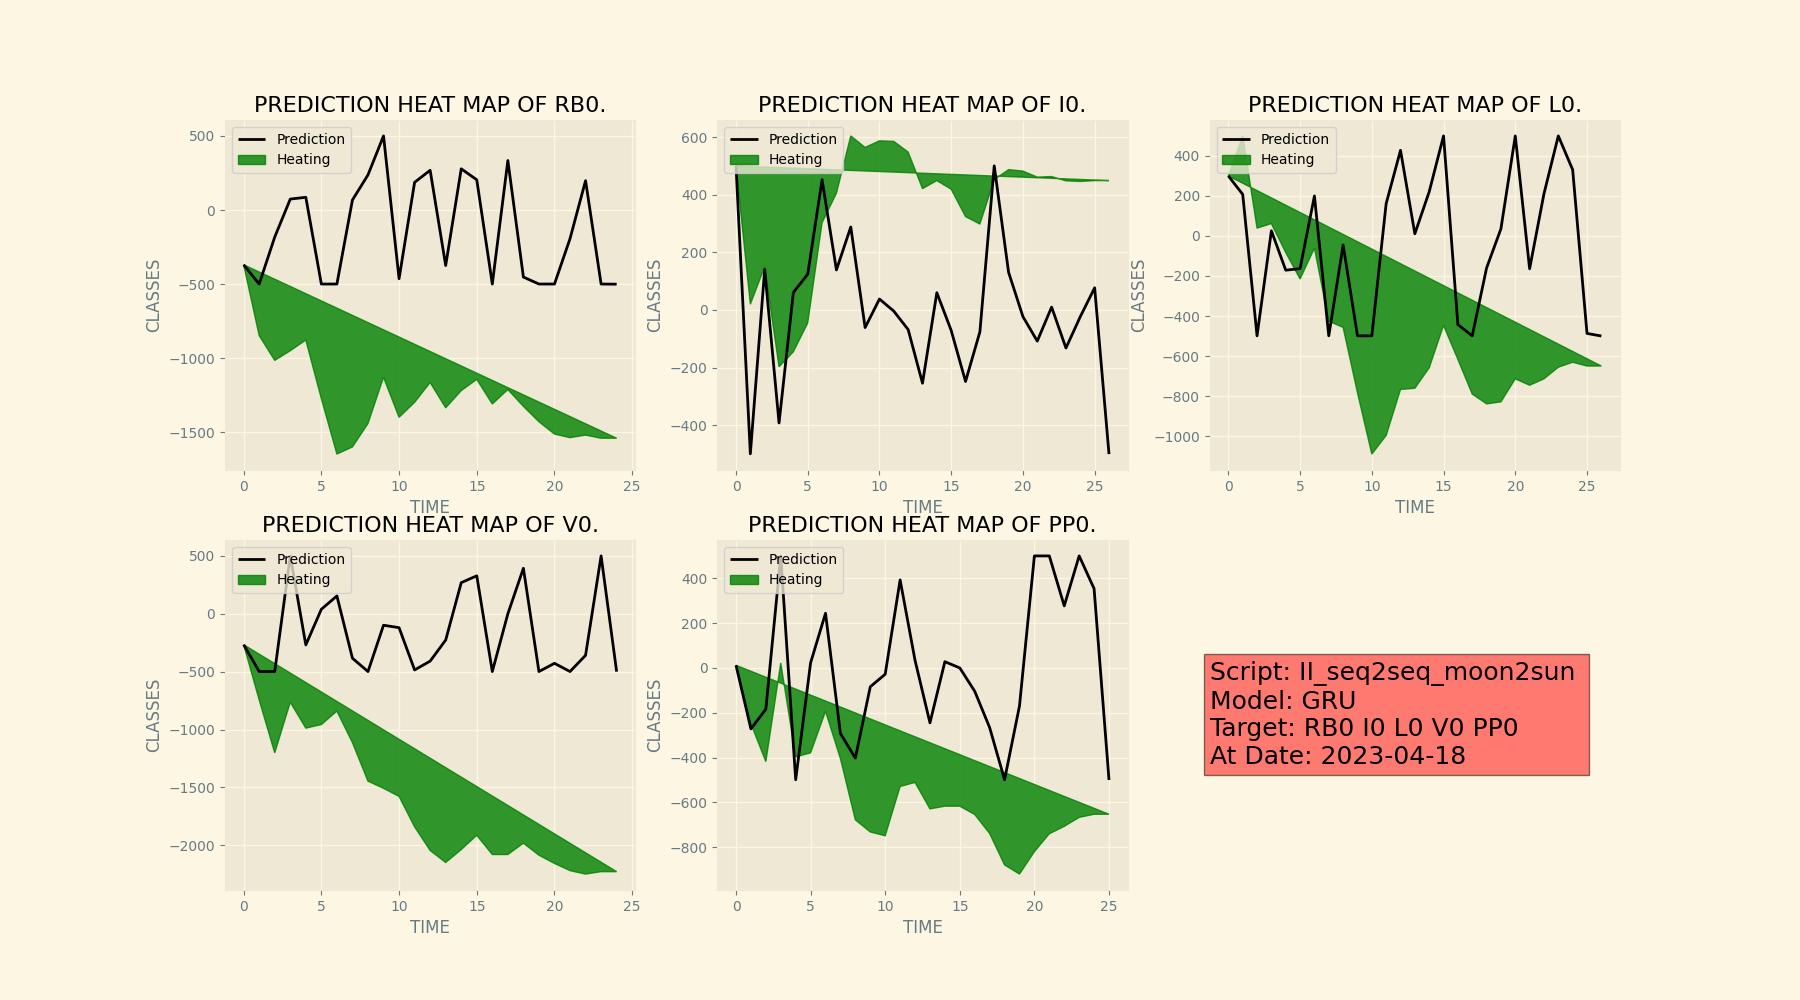 PREDICTION HEAT MAP OF RB0.
Prediction
Heating
500
0
−500
−1000
−1500
CLASSES
0 5 10 15 20 25
TIME
PREDICTION HEAT MAP OF I0.
Prediction
Heating
600
400
200
0
−200
−400
CLASSES
0 5 10 15 20 25
TIME
PREDICTION HEAT MAP OF L0.
Prediction
Heating
400
200
0
−200
−400
−600
−800
−1000
CLASSES
0 5 10 15 20 25
TIME
PREDICTION HEAT MAP OF V0.
Prediction
Heating
500
0
−500
−1000
−1500
−2000
CLASSES
0 5 10 15 20 25
TIME
PREDICTION HEAT MAP OF PP0.
Prediction
Heating
400
200
0
−200
−400
−600
−800
CLASSES
0 5 10 15 20 25
TIME
Script: II_seq2seq_moon2sun
Model: GRU
Target: RB0 I0 L0 V0 PP0
At Date: 2023-04-18